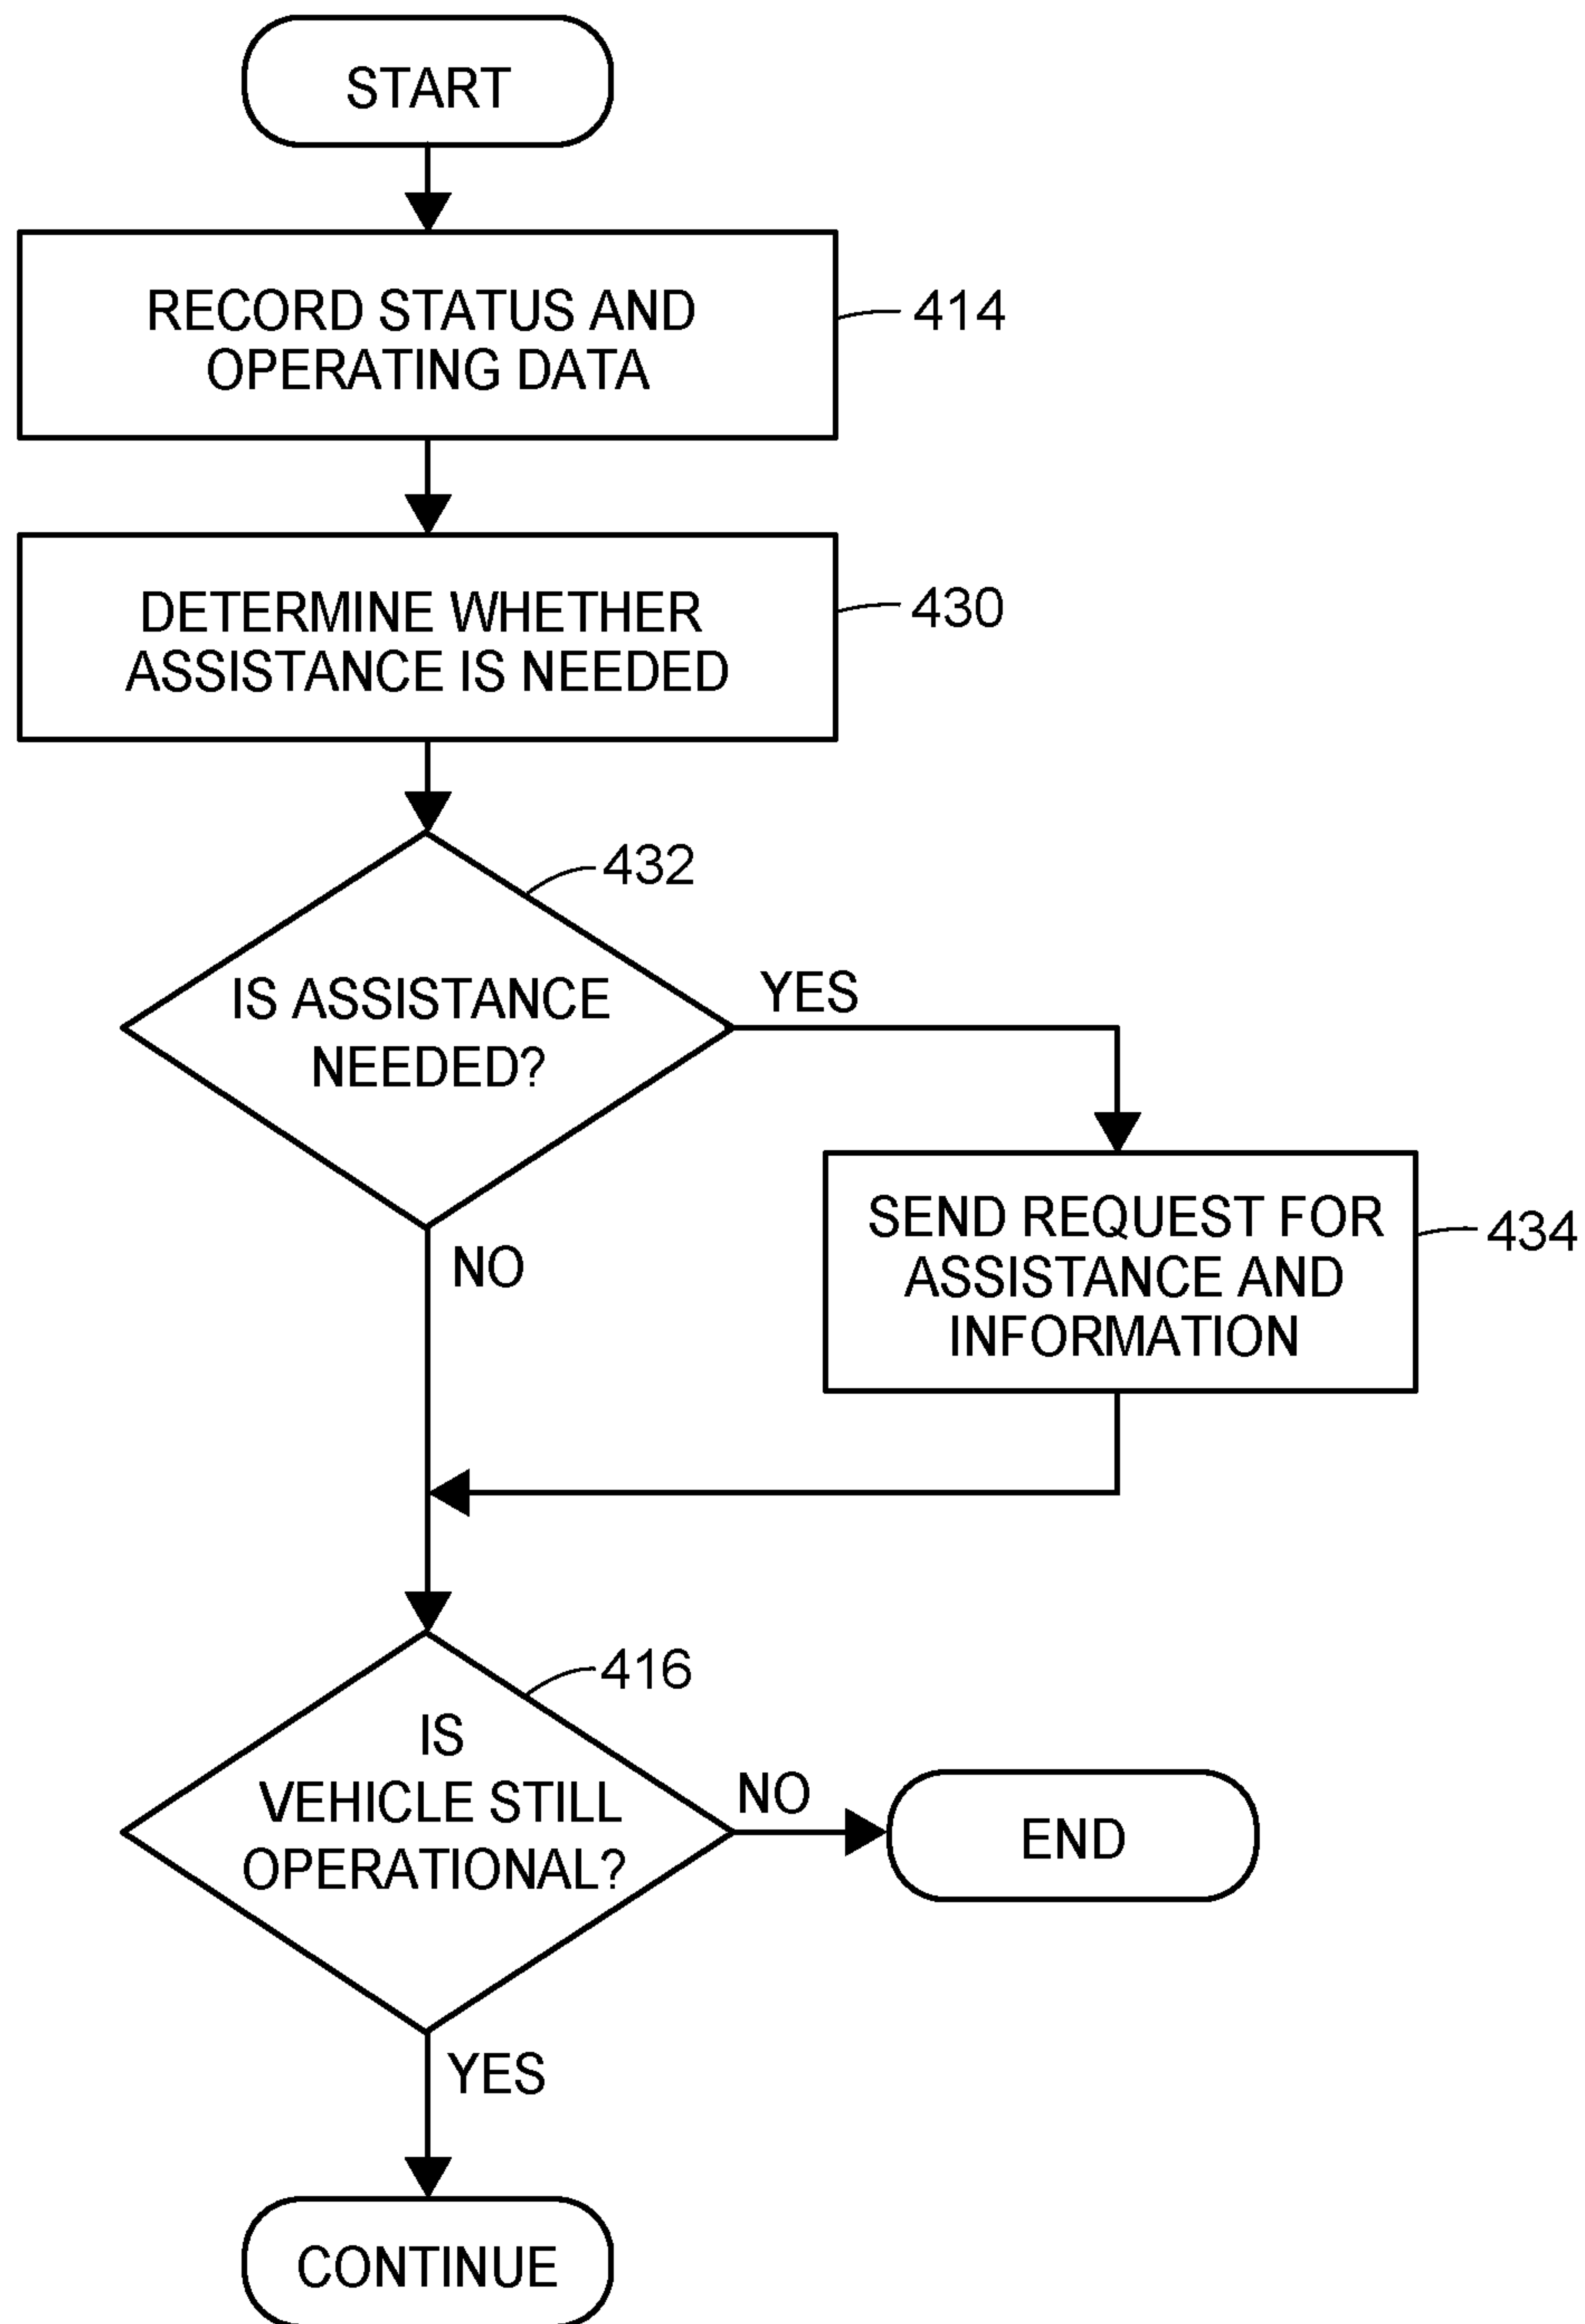 START
RECORD STATUS AND
OPERATING DATA
414
DETERMINE WHETHER
ASSISTANCE IS NEEDED
430
432
IS ASSISTANCE
NEEDED?
YES
NO
SEND REQUEST FOR
ASSISTANCE AND
INFORMATION
434
416
IS
VEHICLE STILL
OPERATIONAL?
NO
END
YES
CONTINUE